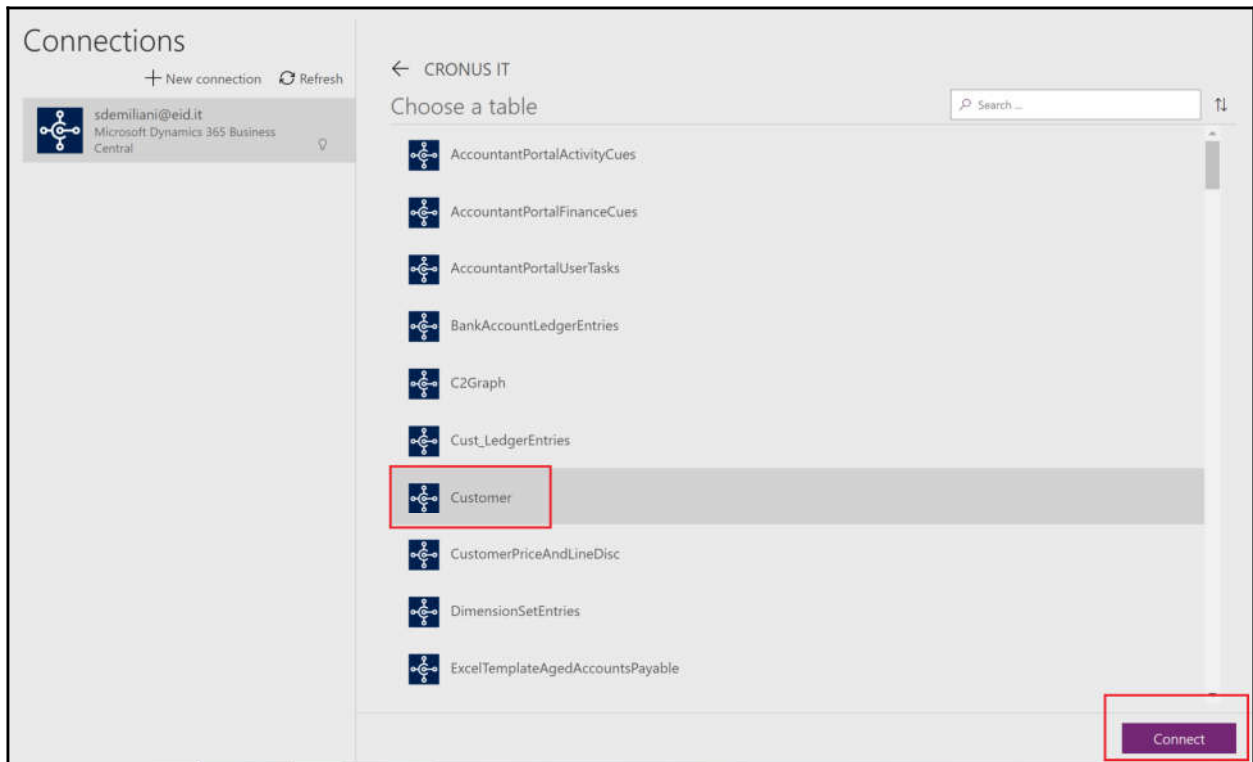 Connections
New connection Refresh
sdemiliani@eid.it
Microsoft Dynamics 365 Business
Central
CRONUS IT
Choose a table
Search ...
AccountantPortalActivityCues
AccountantPortalFinanceCues
AccountantPortalUserTasks
BankAccountLedgerEntries
C2Graph
Cust_LedgerEntries
Customer
CustomerPriceAndLineDisc
DimensionSetEntries
ExcelTemplateAgedAccountsPayable
Connect